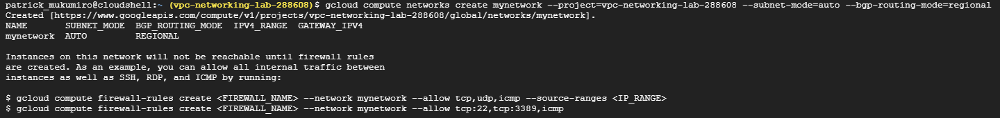 patrick_mukumiro@cloudshell:~ (vpc-networking-lab-288608)$ gcloud compute networks create mynetwork --project=vpc-networking-lab-288608 --subnet-mode=auto --bgp-routing-mode=regional
Created [https://www.googleapis.com/compute/v1/projects/vpc-networking-lab-288608/global/networks/mynetwork].
NAME       SUBNET_MODE  BGP_ROUTING_MODE  IPV4_RANGE  GATEWAY_IPV4
mynetwork  AUTO         REGIONAL
Instances on this network will not be reachable until firewall rules
are created. As an example, you can allow all internal traffic between
instances as well as SSH, RDP, and ICMP by running:
$ gcloud compute firewall-rules create <FIREWALL_NAME> --network mynetwork --allow tcp,udp,icmp --source-ranges <IP_RANGE>
$ gcloud compute firewall-rules create <FIREWALL_NAME> --network mynetwork --allow tcp:22,tcp:3389,icmp